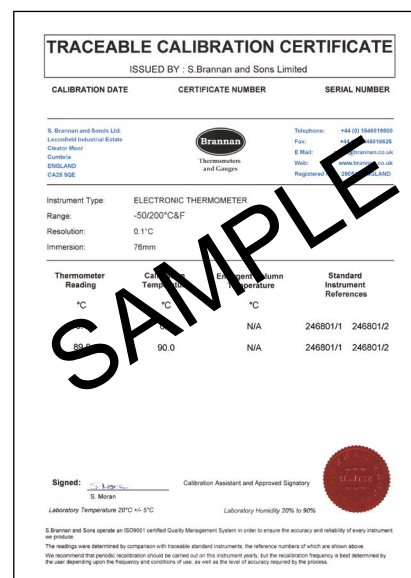 TRACEABLE CALIBRATION CERTIFICATE
ISSUED BY : S.Brannan and Sons Limited
CALIBRATION DATE CERTIFICATE NUMBER SERIAL NUMBER
S. Brannan and Sonds Ltd.
Leconfield Industrial Estate
Cleator Moor
Cumbria
ENGLAND
CA25 5QE
Brannan
Thermometers
and Gauges
Telephone: +44 (0) 1946816600
Fax:
E Mail:
Web:
Registered
Instrument Type: ELECTRONIC THERMOMETER
Range: -50/200°C&F
Resolution: 0.1°C
Immersion: 76mm
Thermometer Reading
Standard Instrument References
°C °C °C
N/A 246801/1 246801/2
90.0 N/A 246801/1 246801/2
SAMPLE
Signed: Calibration Assistant and Approved Signatory
S. Moran
Laboratory Temperature 20°C +/- 5°C Laboratory Humidity 20% to 90%
LIMITED
S.Brannan and Sons operate an ISO9001 certified Quality Management System in order to ensure the accuracy and reliability of every instrument
we produce
The readings were determined by comparison with traceable standard instruments, the reference numbers of which are shown above.
We recommend that periodic recalibration should be carried out on this instrument yearly, but the recalibration frequency is best determined by
the user depending upon the frequency and conditions of use, as well as the level of accuracy required by the process.